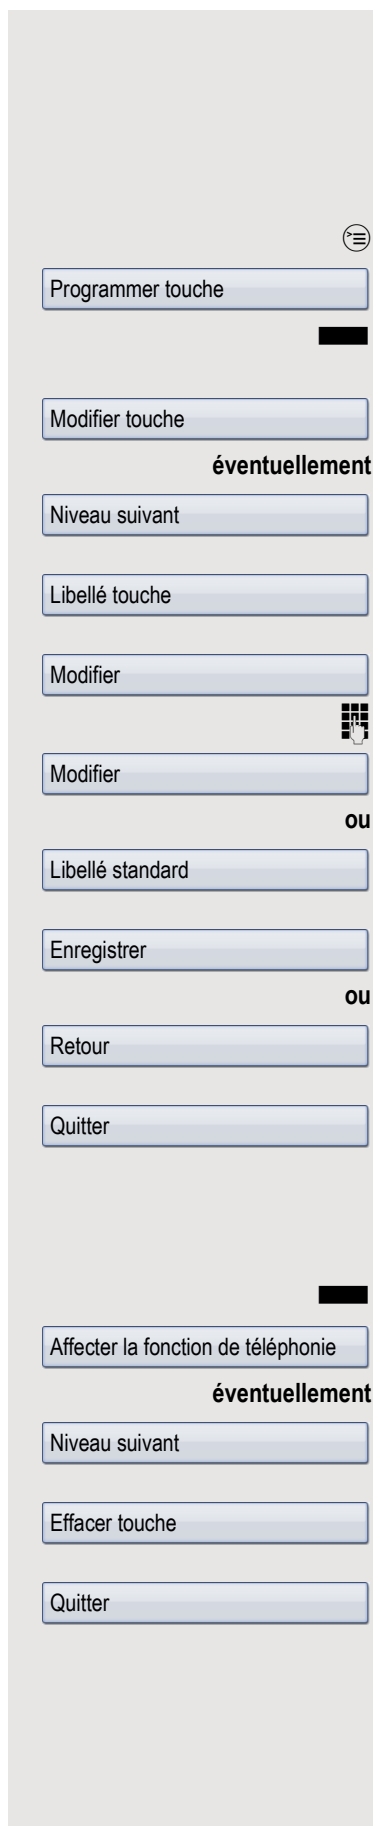 Programmer touche
Modifier touche
éventuellement
Niveau suivant
Libellé touche
Modifier
Modifier
ou
Libellé standard
Enregistrer
ou
Retour
Quitter
Affecter la fonction de téléphonie
éventuellement
Niveau suivant
Effacer touche
Quitter